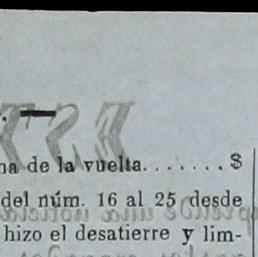 na de la vuelta....... $
del núm. 16 al 25 desde
hizo el desatierre y lim-